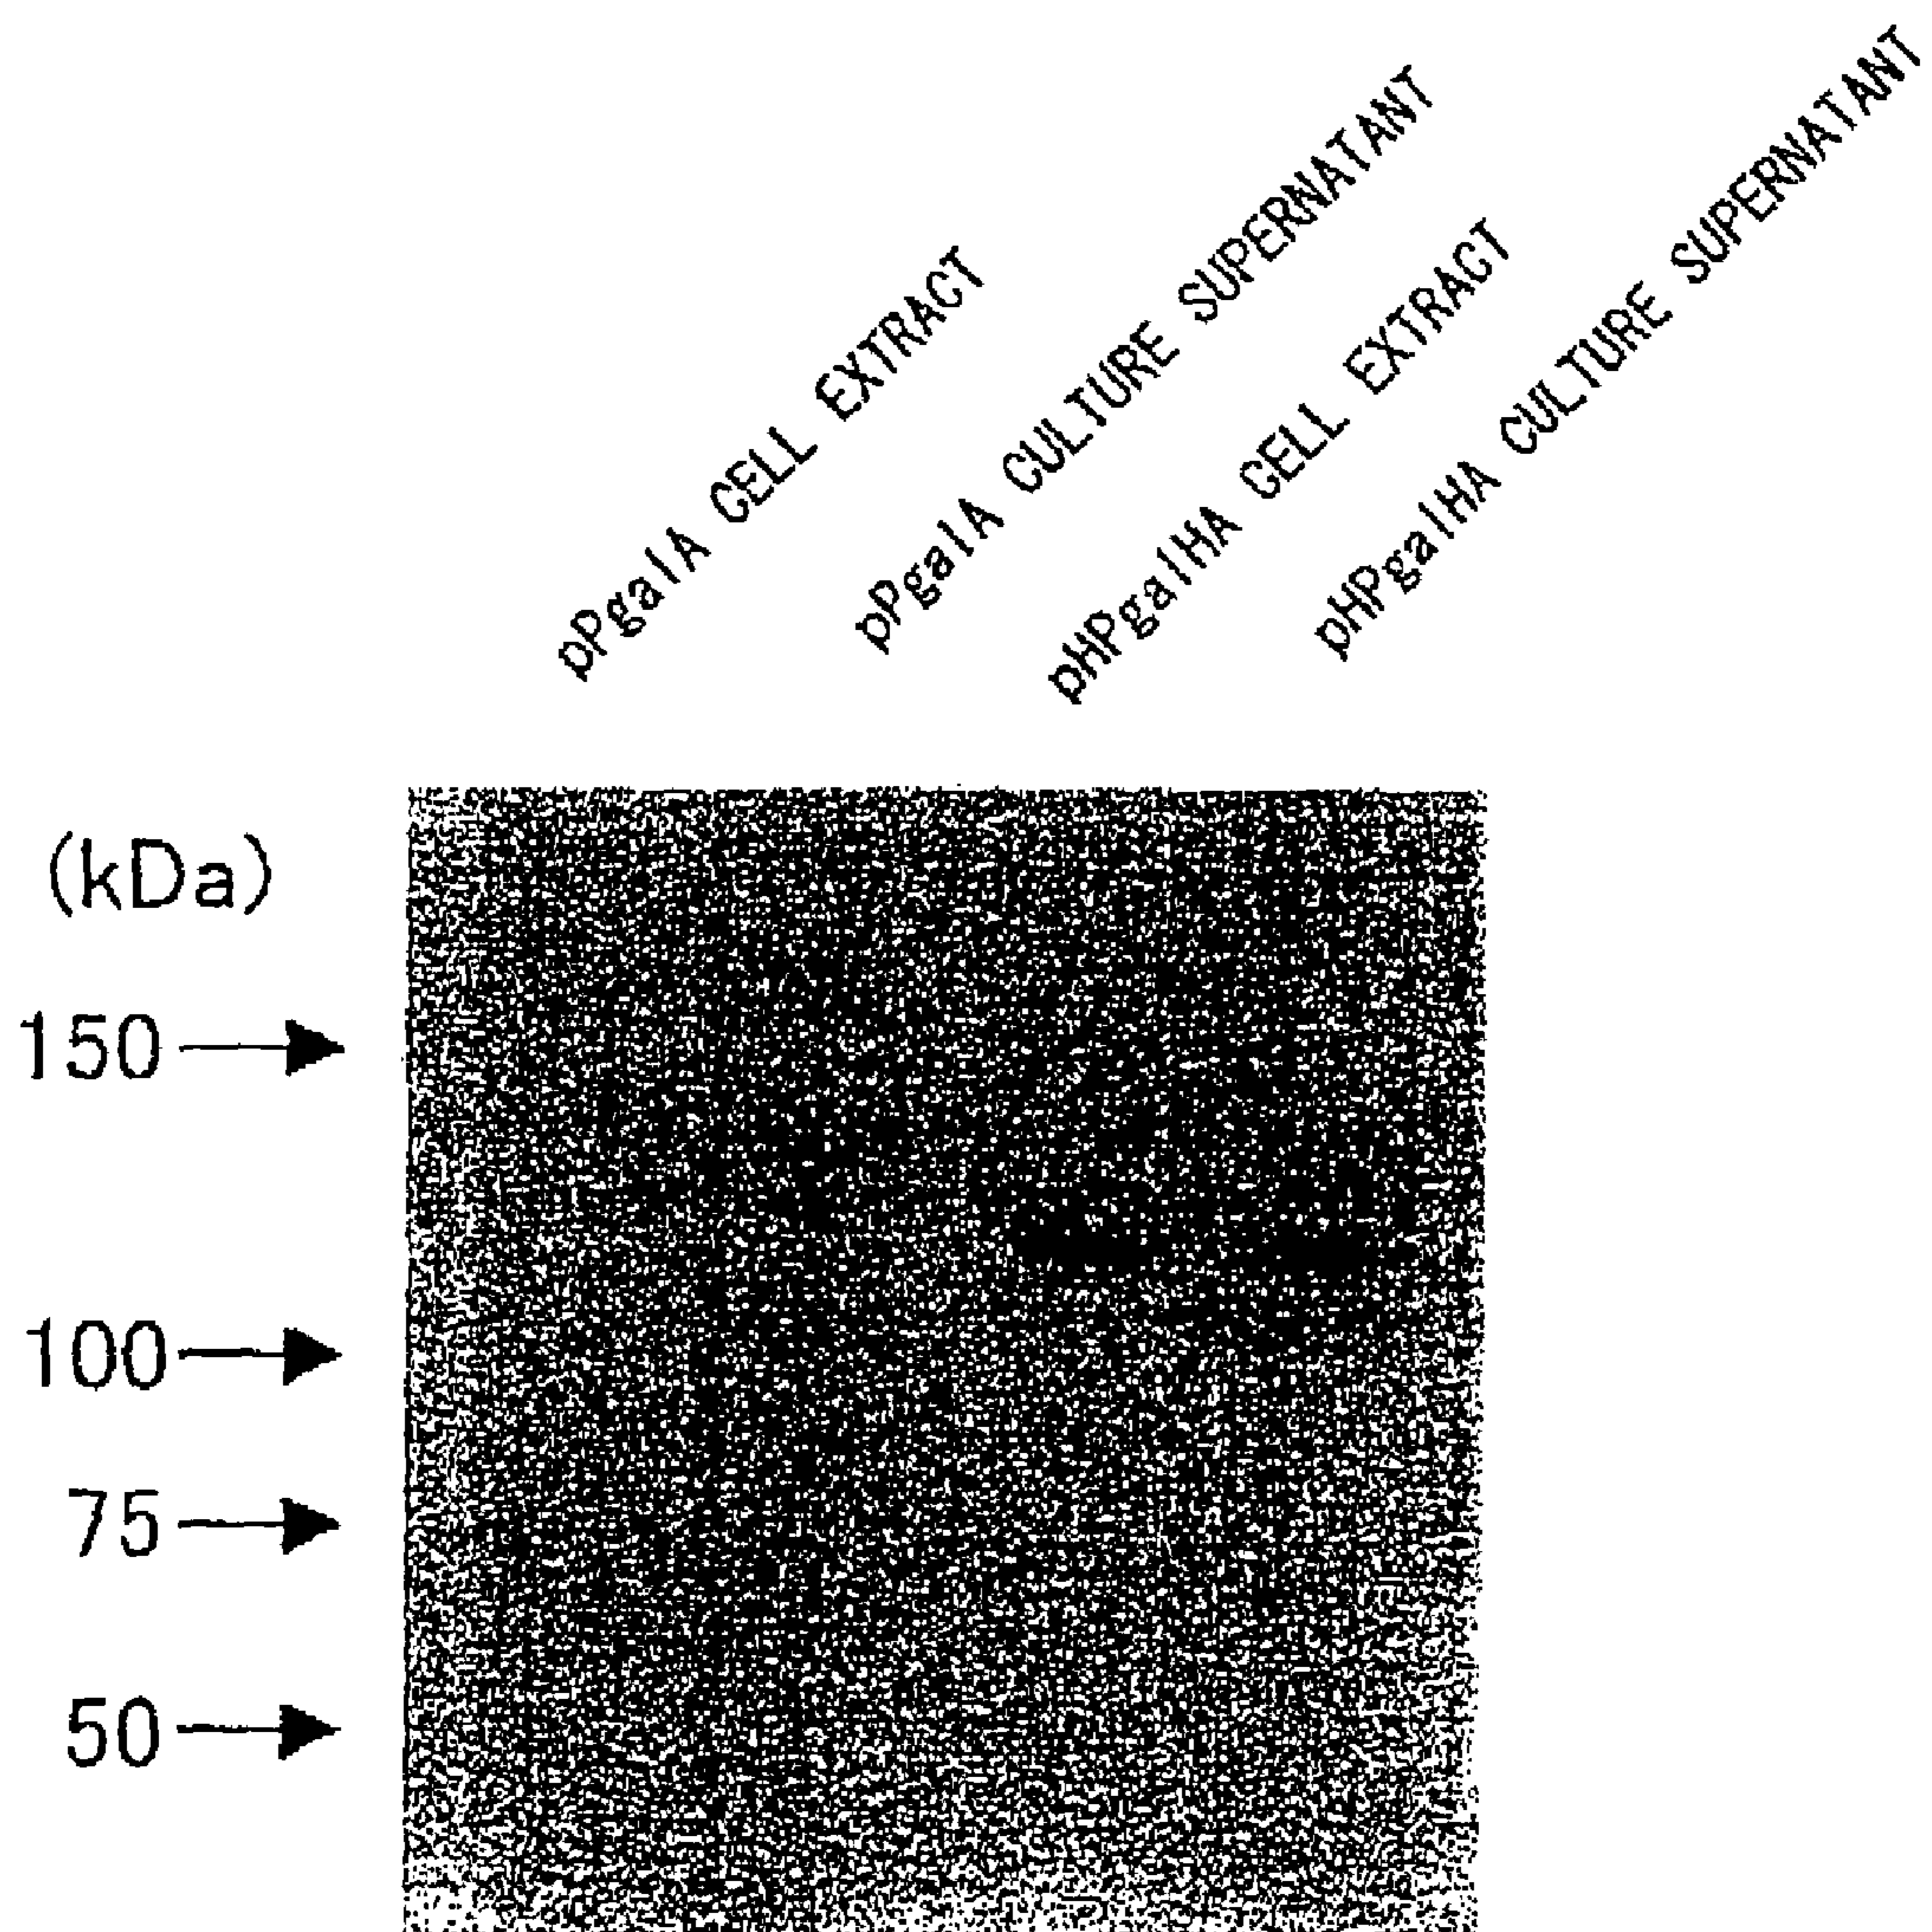 pPgalA CELL EXTRACT
pPgalA CULTURE SUPERNATANT
pHPgalHA CELL EXTRACT
pHPgalHA CULTURE SUPERNATANT
(kDa)
150
100
75
50